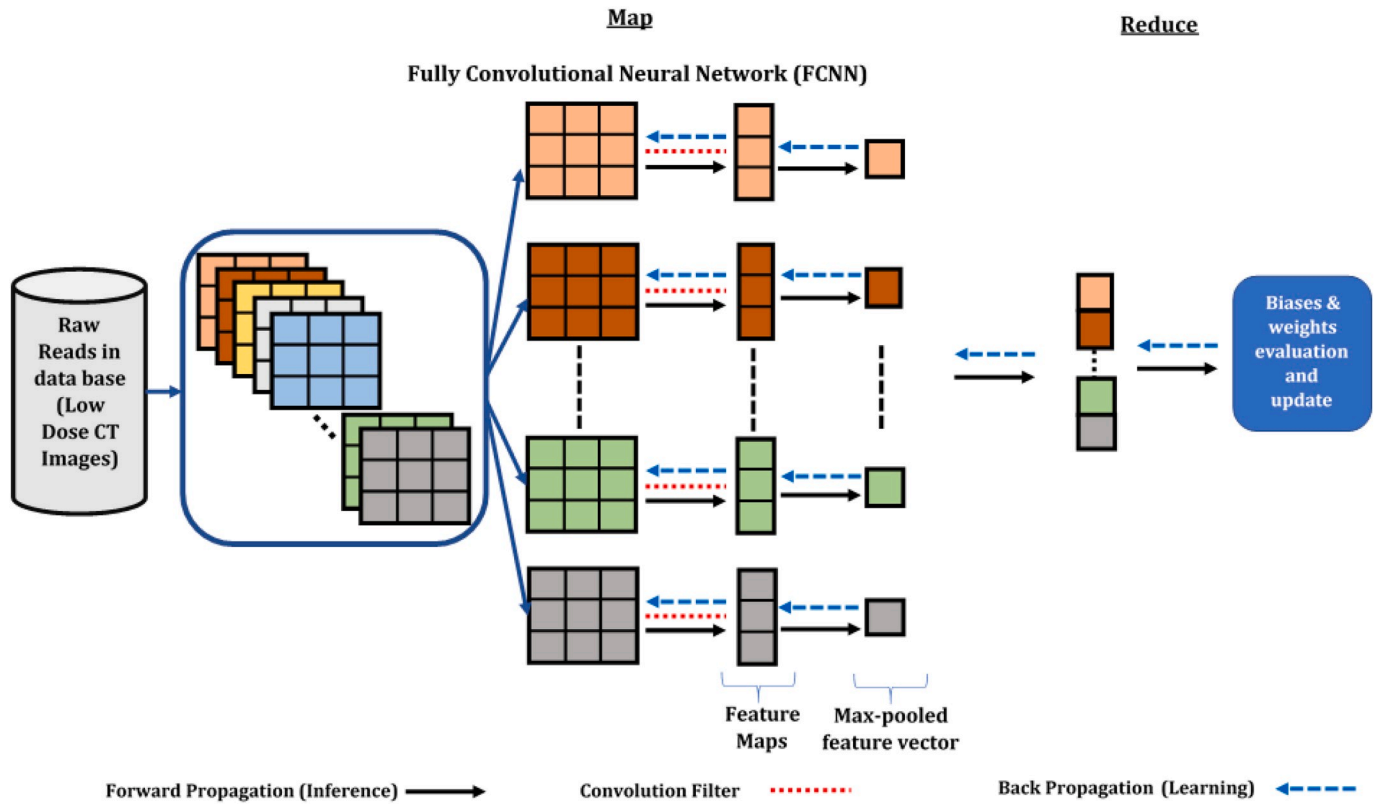 Map
Reduce
Fully Convolutional Neural Network (FCNN)
Raw
Reads in
data base
(Low
Dose CT
Images)
Biases &
weights
evaluation
and
update
Feature
Maps
Max-pooled
feature vector
Forward Propagation (Inference)
Convolution Filter
Back Propagation (Learning)